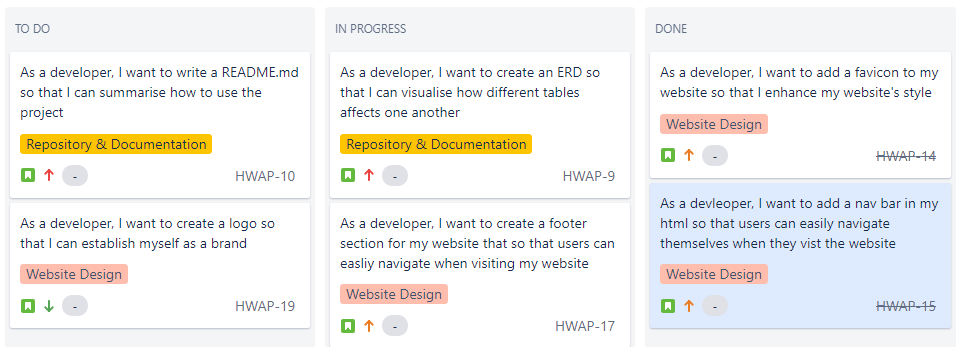 TO DO
As a developer, I want to write a README.md
so that I can summarise how to use the
project
Repository & Documentation
-
HWAP-10
As a developer, I want to create a logo so
that I can establish myself as a brand
Website Design
-
HWAP-19
IN PROGRESS
As a developer, I want to create an ERD so
that I can visualise how different tables
affects one another
Repository & Documentation
-
HWAP-9
As a developer, I want to create a footer
section for my website that so that users can
easliy navigate when visiting my website
Website Design
-
HWAP-17
DONE
As a developer, I want to add a favicon to my
website so that I enhance my website's style
Website Design
-
HWAP-14
As a devleoper, I want to add a nav bar in my
html so that users can easily navigate
themselves when they vist the website
Website Design
-
HWAP-15